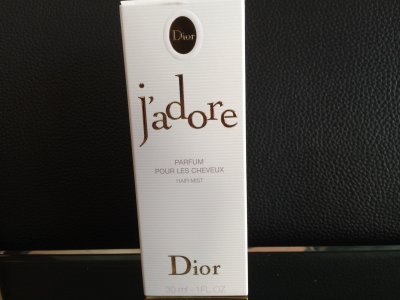 Dior
j'adore
PARFUM
POUR LES CHEVEUX
HAIR MIST
Dior
30 ml - 1 FL. OZ